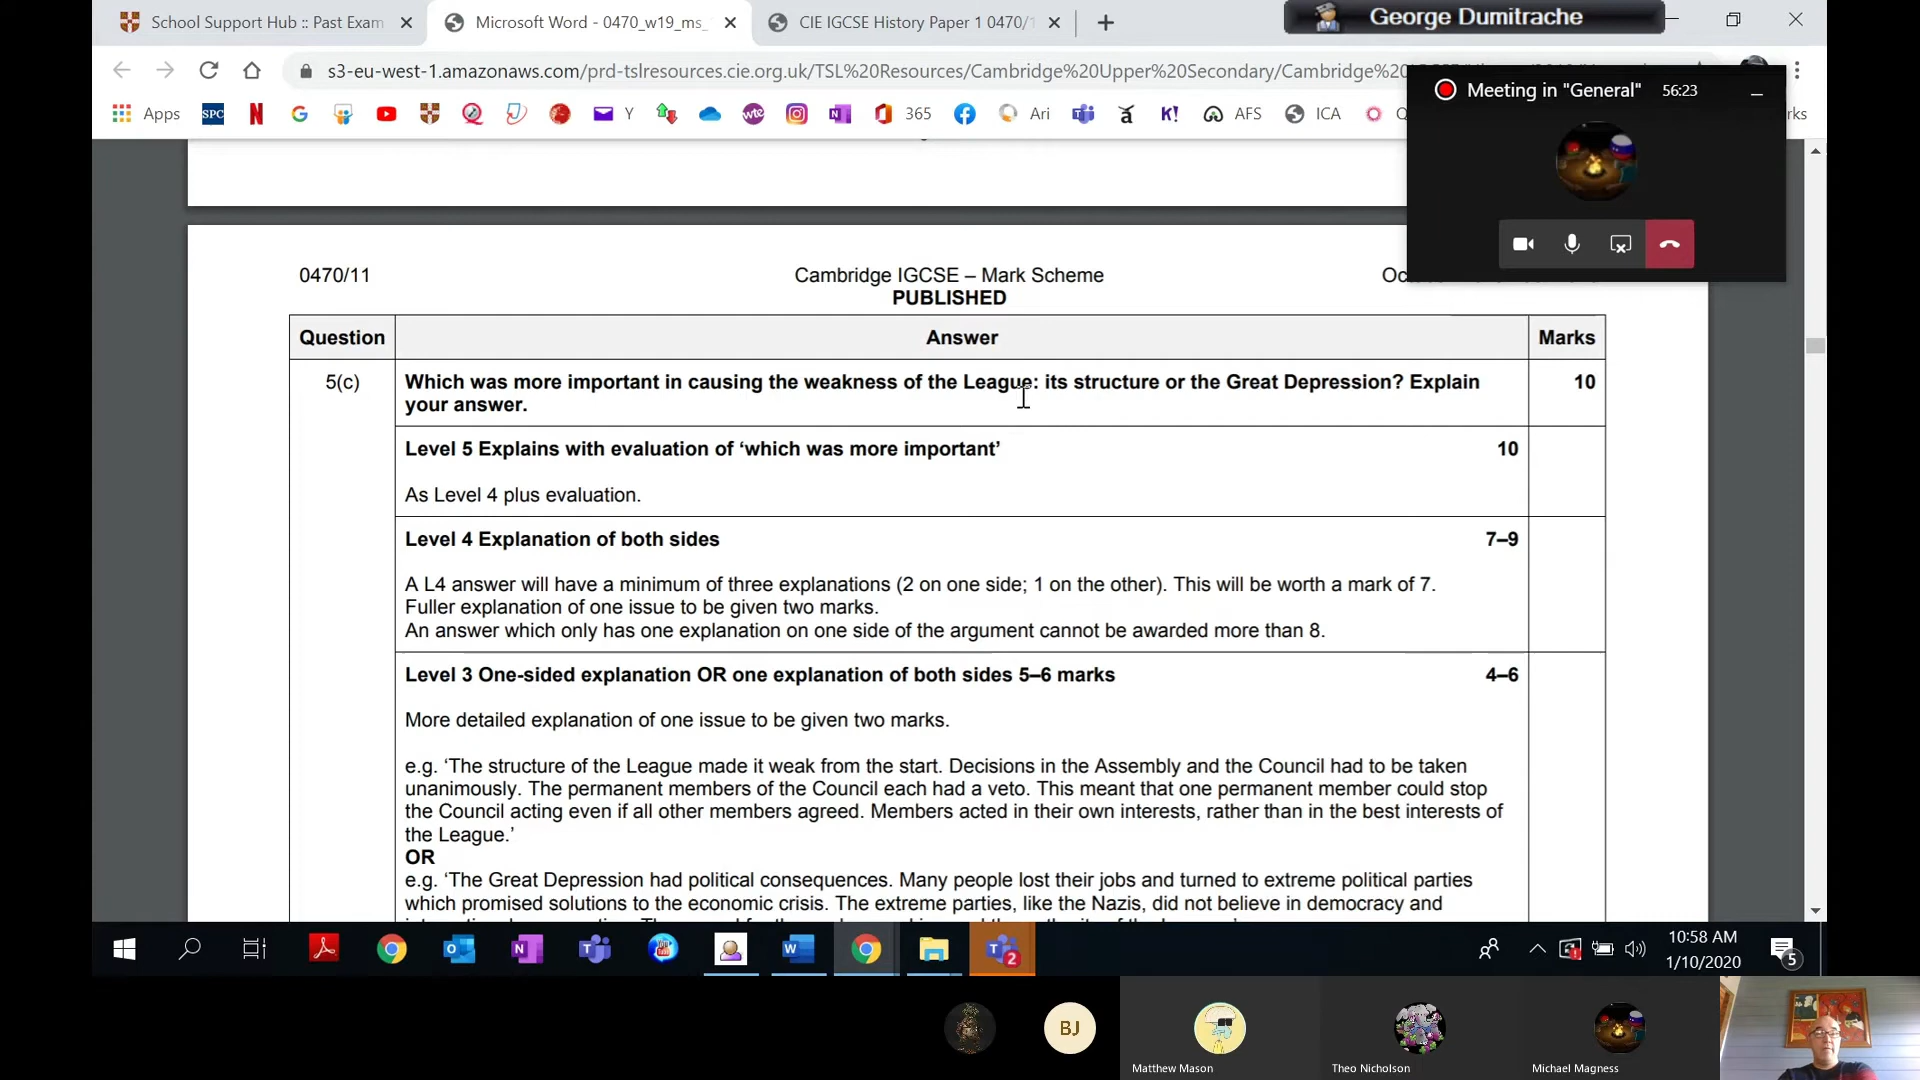 School Support Hub :: Past Exam
Microsoft Word - 0470_w19_ms_
CIE IGCSE History Paper 1 0470/1
George Dumitrache
s3-eu-west-1.amazonaws.com/prd-tslresources.cie.org.uk/TSL%20Resources/Cambridge%20Upper%20Secondary/Cambridge%20
Apps SPC Y 365 Ari K! AFS ICA
Meeting in "General" 56:23
0470/11
Cambridge IGCSE – Mark Scheme
PUBLISHED
Question Answer Marks
5(c) Which was more important in causing the weakness of the League: its structure or the Great Depression? Explain 10
your answer.
Level 5 Explains with evaluation of ‘which was more important’ 10
As Level 4 plus evaluation.
Level 4 Explanation of both sides 7–9
A L4 answer will have a minimum of three explanations (2 on one side; 1 on the other). This will be worth a mark of 7.
Fuller explanation of one issue to be given two marks.
An answer which only has one explanation on one side of the argument cannot be awarded more than 8.
Level 3 One-sided explanation OR one explanation of both sides 5–6 marks 4–6
More detailed explanation of one issue to be given two marks.
e.g. ‘The structure of the League made it weak from the start. Decisions in the Assembly and the Council had to be taken
unanimously. The permanent members of the Council each had a veto. This meant that one permanent member could stop
the Council acting even if all other members agreed. Members acted in their own interests, rather than in the best interests of
the League.’
OR
e.g. ‘The Great Depression had political consequences. Many people lost their jobs and turned to extreme political parties
which promised solutions to the economic crisis. The extreme parties, like the Nazis, did not believe in democracy and
10:58 AM
1/10/2020
5
2
BJ
Matthew Mason
Theo Nicholson
Michael Magness